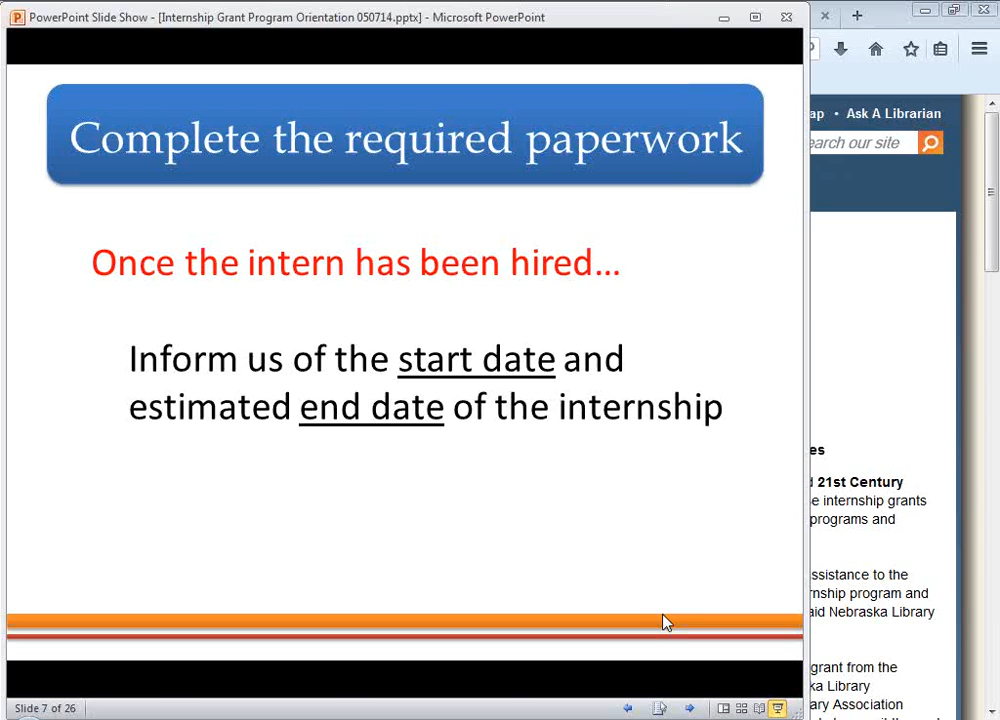 PowerPoint Slide Show - [Internship Grant Program Orientation 050714.pptx] - Microsoft PowerPoint
Complete the required paperwork
Once the intern has been hired...
Inform us of the start date and
estimated end date of the internship
Slide 7 of 26
ap • Ask A Librarian
earch our site
es
21st Century
e internship grants
programs and
ssistance to the
rnship program and
aid Nebraska Library
grant from the
ka Library
ary Association